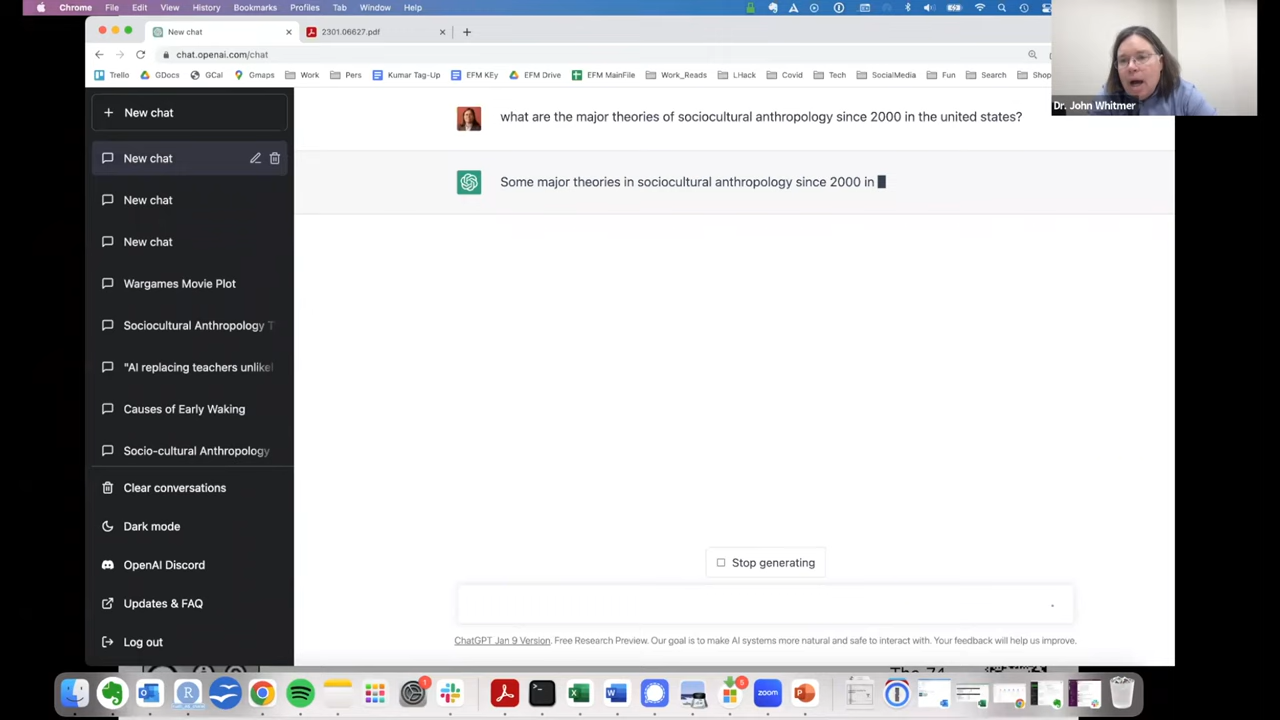 Chrome File Edit View History Bookmarks Profiles Tab Window Help
New chat
2301.06627.pdf
chat.openai.com/chat
Trello GDocs GCal Gmaps Work Pers Kumar Tag-Up EFM KEy EFM Drive EFM MainFile Work_Reads LHack Covid Tech SocialMedia Fun Search Shop
Dr. John Whitmer
New chat
New chat
New chat
New chat
Wargames Movie Plot
Sociocultural Anthropology T
"AI replacing teachers unlikel
Causes of Early Waking
Socio-cultural Anthropology
Clear conversations
Dark mode
OpenAI Discord
Updates & FAQ
Log out
what are the major theories of sociocultural anthropology since 2000 in the united states?
Some major theories in sociocultural anthropology since 2000 in
Stop generating
ChatGPT Jan 9 Version. Free Research Preview. Our goal is to make AI systems more natural and safe to interact with. Your feedback will help us improve.
zoom